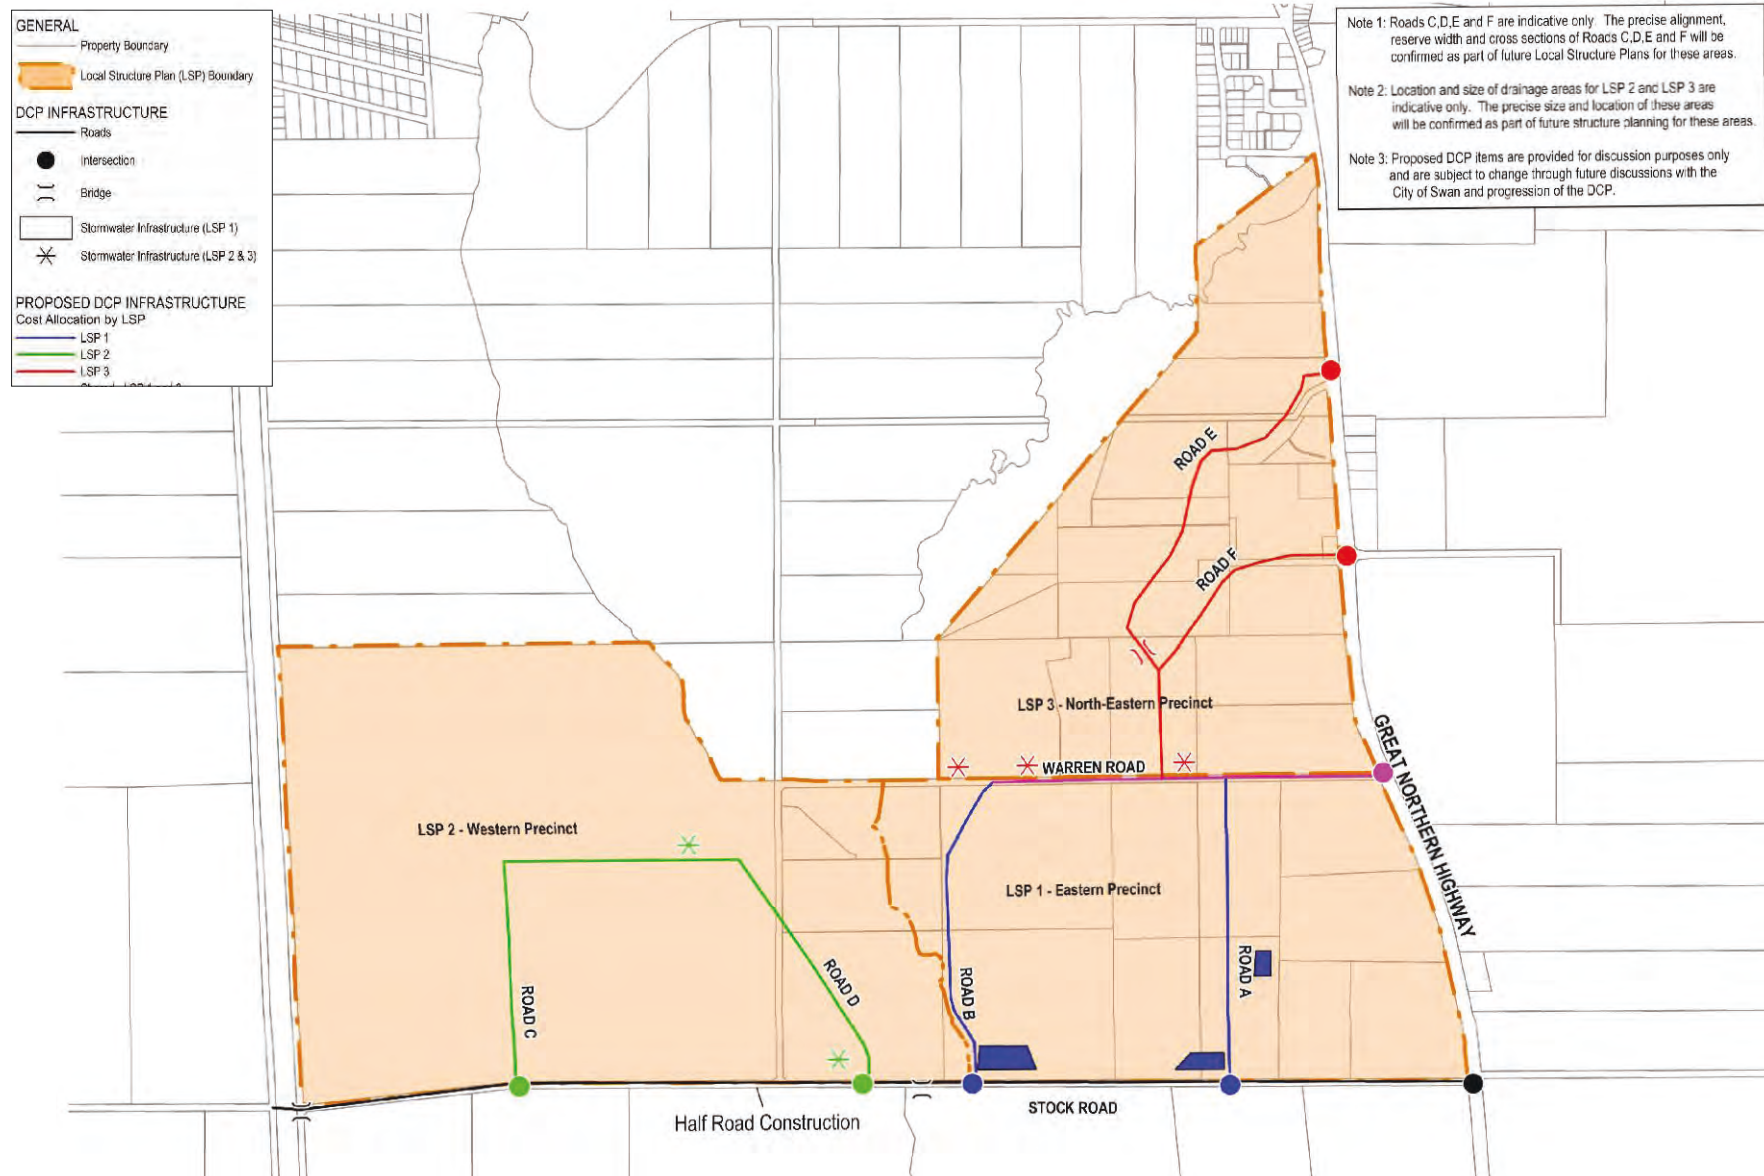 GENERAL
Property Boundary
Local Structure Plan (LSP) Boundary
DCP INFRASTRUCTURE
Roads
Intersection
Bridge
Stormwater Infrastructure (LSP 1)
Stormwater Infrastructure (LSP 2 & 3)
PROPOSED DCP INFRASTRUCTURE
Cost Allocation by LSP
LSP 1
LSP 2
LSP 3
Note 1: Roads C,D,E and F are indicative only. The precise alignment,
reserve width and cross sections of Roads C,D,E and F will be
confirmed as part of future Local Structure Plans for these areas.
Note 2: Location and size of drainage areas for LSP 2 and LSP 3 are
indicative only. The precise size and location of these areas
will be confirmed as part of future structure planning for these areas.
Note 3: Proposed DCP items are provided for discussion purposes only
and are subject to change through future discussions with the
City of Swan and progression of the DCP.
ROAD E
ROAD F
LSP 3 - North-Eastern Precinct
WARREN ROAD
GREAT NORTHERN HIGHWAY
LSP 2 - Western Precinct
LSP 1 - Eastern Precinct
ROAD C
ROAD D
ROAD B
ROAD A
STOCK ROAD
Half Road Construction